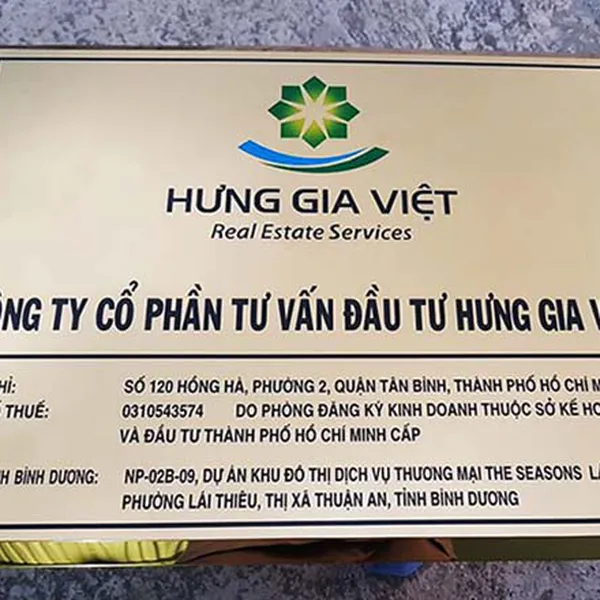 HƯNG GIA VIỆT
Real Estate Services
ÔNG TY CỔ PHẦN TƯ VẤN ĐẦU TƯ HƯNG GIA V
HỈ: SỐ 120 HỒNG HÀ, PHƯỜNG 2, QUẬN TÂN BÌNH, THÀNH PHỐ HỒ CHÍ M
THUẾ: 0310543574 DO PHÒNG ĐĂNG KÝ KINH DOANH THUỘC SỞ KẾ HO
VÀ ĐẦU TƯ THÀNH PHỐ HỒ CHÍ MINH CẤP
NH BÌNH DƯƠNG: NP-02B-09, DỰ ÁN KHU ĐÔ THỊ DỊCH VỤ THƯƠNG MẠI THE SEASONS LÁ
PHƯỜNG LÁI THIÊU, THỊ XÃ THUẬN AN, TỈNH BÌNH DƯƠNG